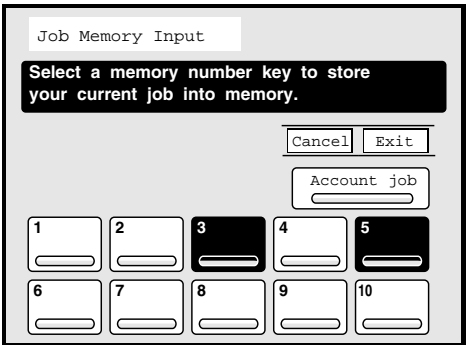 Job Memory Input
Select a memory number key to store
your current job into memory.
Cancel Exit
Account job
1 2 3 4 5
6 7 8 9 10